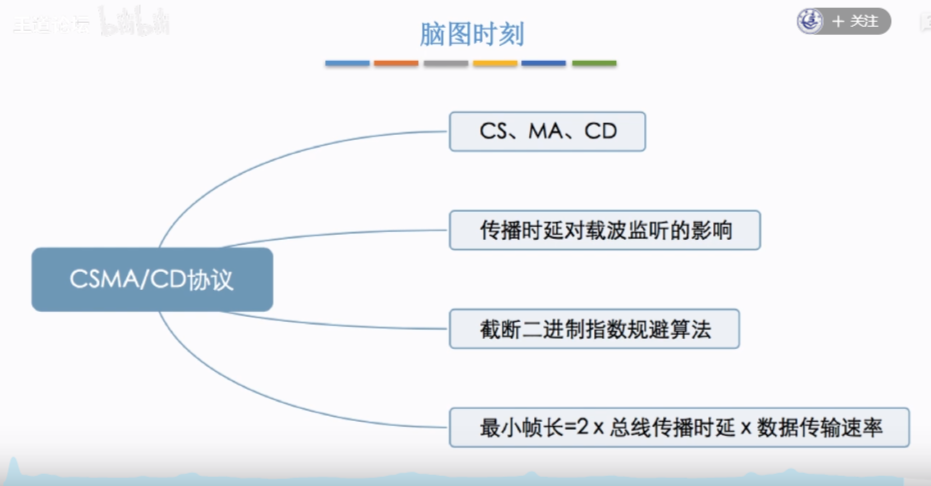 脑图时刻
+ 关注
CS、MA、CD
传播时延对载波监听的影响
CSMA/CD协议
截断二进制指数规避算法
最小帧长=2 x 总线传播时延 x 数据传输速率